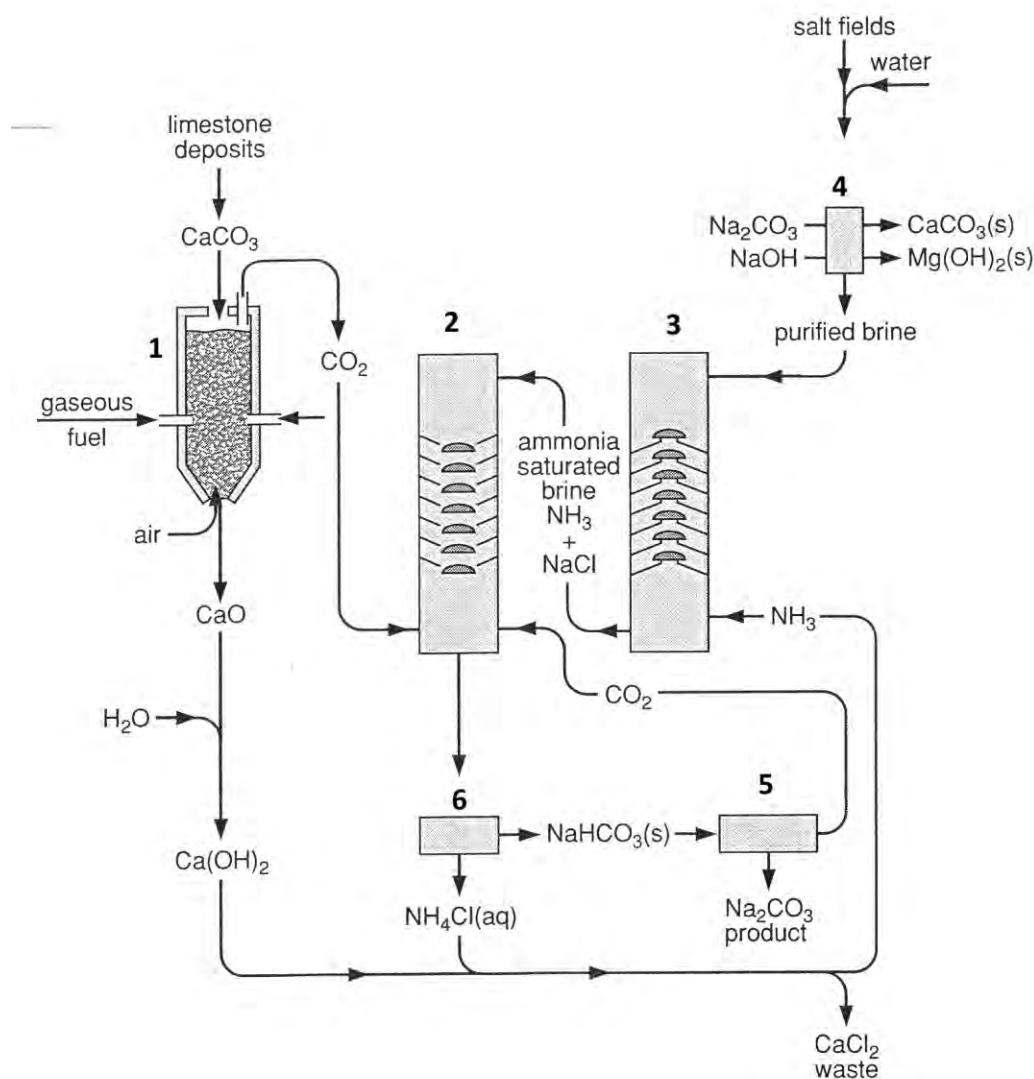 salt fields
water
limestone
deposits
4
CaCO₃
Na₂CO₃
CaCO₃(s)
NaOH
Mg(OH)₂(s)
1
2
3
purified brine
CO₂
gaseous
fuel
ammonia
saturated
brine
NH₃
+
NaCl
air
CaO
NH₃
CO₂
H₂O
6
5
NaHCO₃(s)
Ca(OH)₂
NH₄Cl(aq)
Na₂CO₃
product
CaCl₂
waste